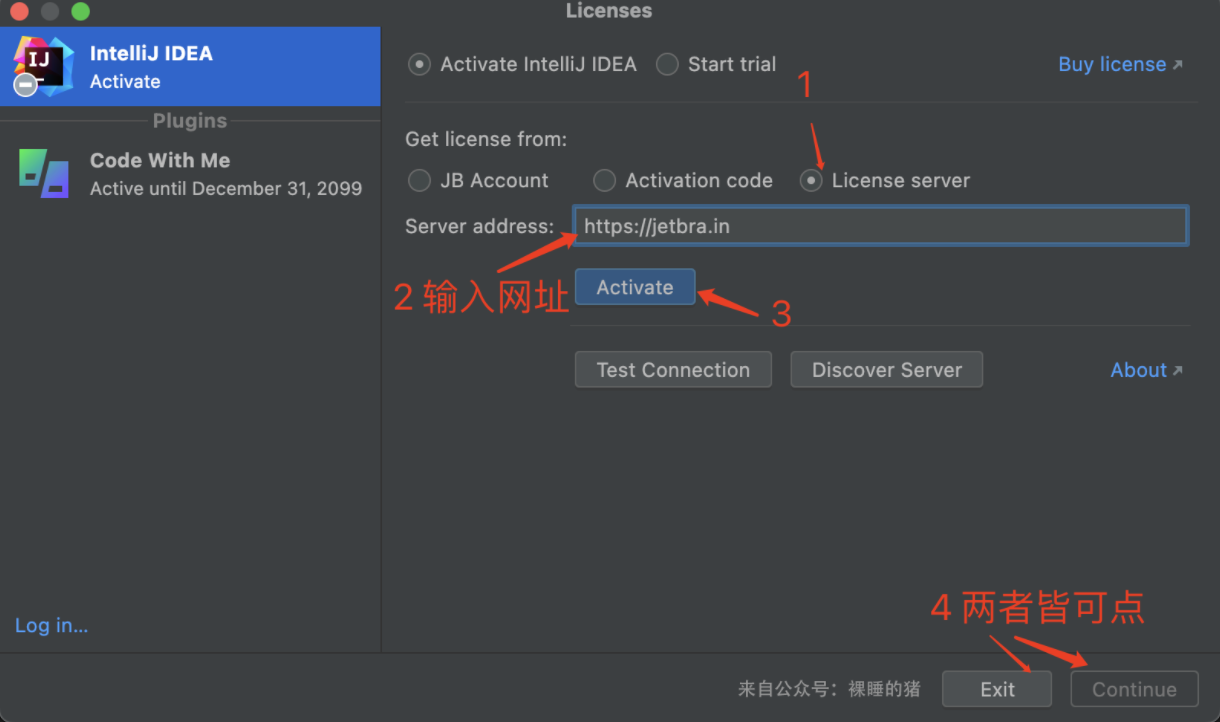 Licenses
IJ
IntelliJ IDEA
Activate
Plugins
Code With Me
Active until December 31, 2099
Log in...
Activate IntelliJ IDEA
Start trial
Buy license
1
Get license from:
JB Account
Activation code
License server
Server address:
https://jetbra.in
2 输入网址
Activate
3
Test Connection
Discover Server
About
4 两者皆可点
来自公众号：裸睡的猪
Exit
Continue